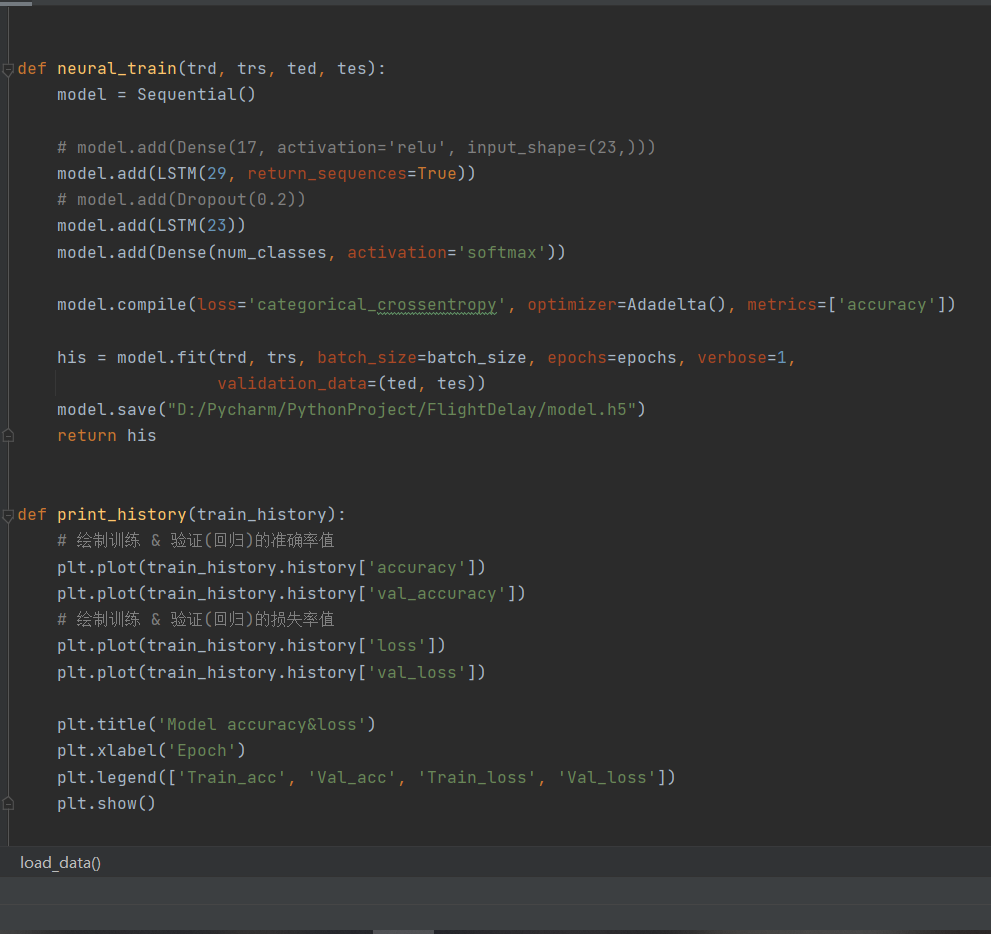 def neural_train(trd, trs, ted, tes):
model = Sequential()
# model.add(Dense(17, activation='relu', input_shape=(23,)))
model.add(LSTM(29, return_sequences=True))
# model.add(Dropout(0.2))
model.add(LSTM(23))
model.add(Dense(num_classes, activation='softmax'))
model.compile(loss='categorical_crossentropy', optimizer=Adadelta(), metrics=['accuracy'])
his = model.fit(trd, trs, batch_size=batch_size, epochs=epochs, verbose=1,
validation_data=(ted, tes))
model.save("D:/Pycharm/PythonProject/FlightDelay/model.h5")
return his
def print_history(train_history):
# 绘制训练 & 验证(回归)的准确率值
plt.plot(train_history.history['accuracy'])
plt.plot(train_history.history['val_accuracy'])
# 绘制训练 & 验证(回归)的损失率值
plt.plot(train_history.history['loss'])
plt.plot(train_history.history['val_loss'])
plt.title('Model accuracy&loss')
plt.xlabel('Epoch')
plt.legend(['Train_acc', 'Val_acc', 'Train_loss', 'Val_loss'])
plt.show()
load_data()